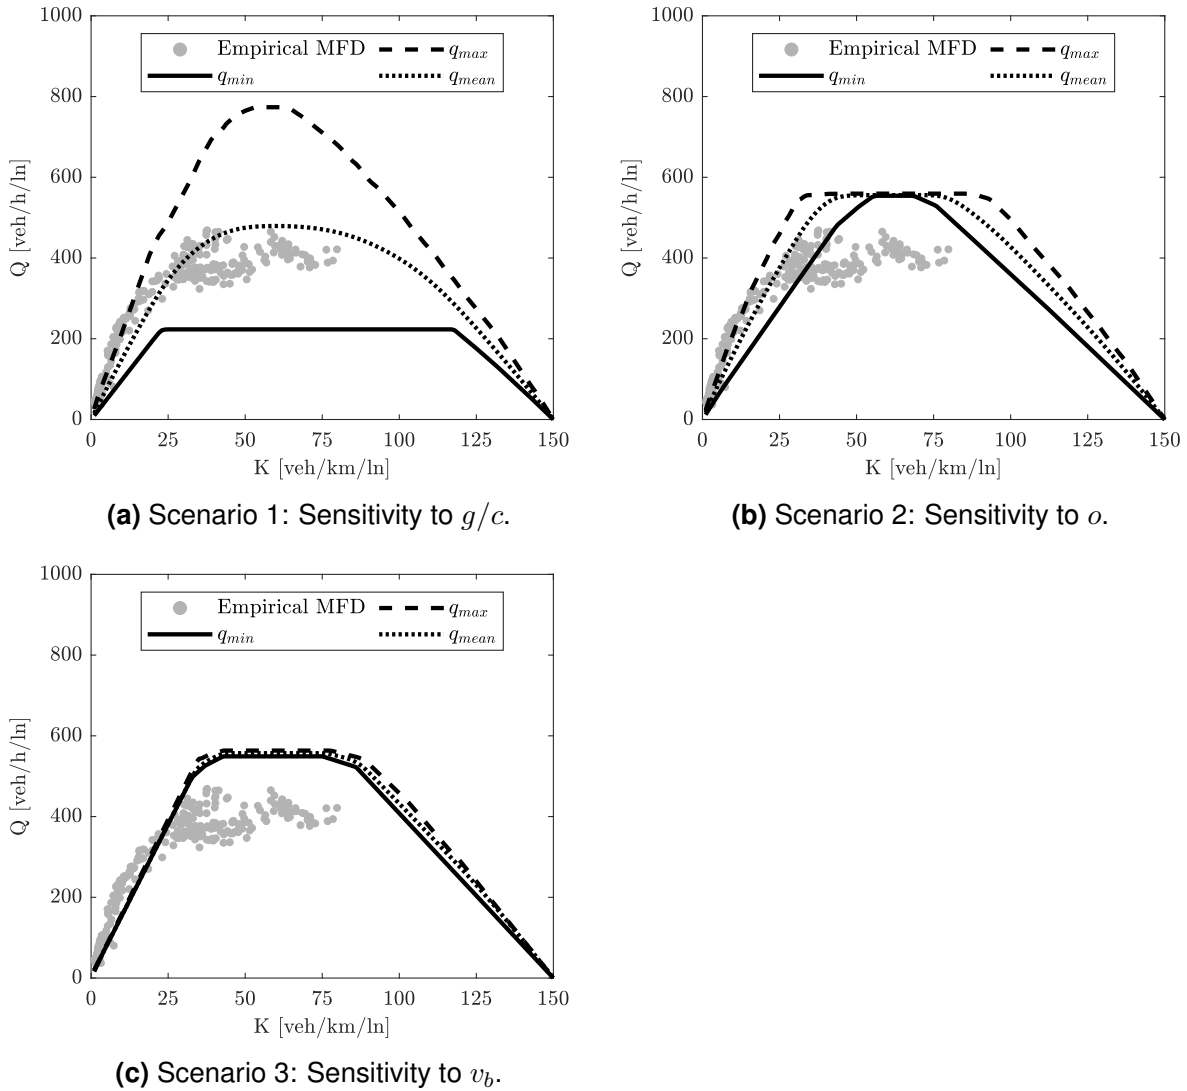 1000
800
600
400
200
0
Q [veh/h/ln]
Empirical MFD
q_max
q_min
q_mean
0 25 50 75 100 125 150
K [veh/km/ln]
(a) Scenario 1: Sensitivity to g/c.
1000
800
600
400
200
0
Q [veh/h/ln]
Empirical MFD
q_max
q_min
q_mean
0 25 50 75 100 125 150
K [veh/km/ln]
(b) Scenario 2: Sensitivity to o.
1000
800
600
400
200
0
Q [veh/h/ln]
Empirical MFD
q_max
q_min
q_mean
0 25 50 75 100 125 150
K [veh/km/ln]
(c) Scenario 3: Sensitivity to v_b.